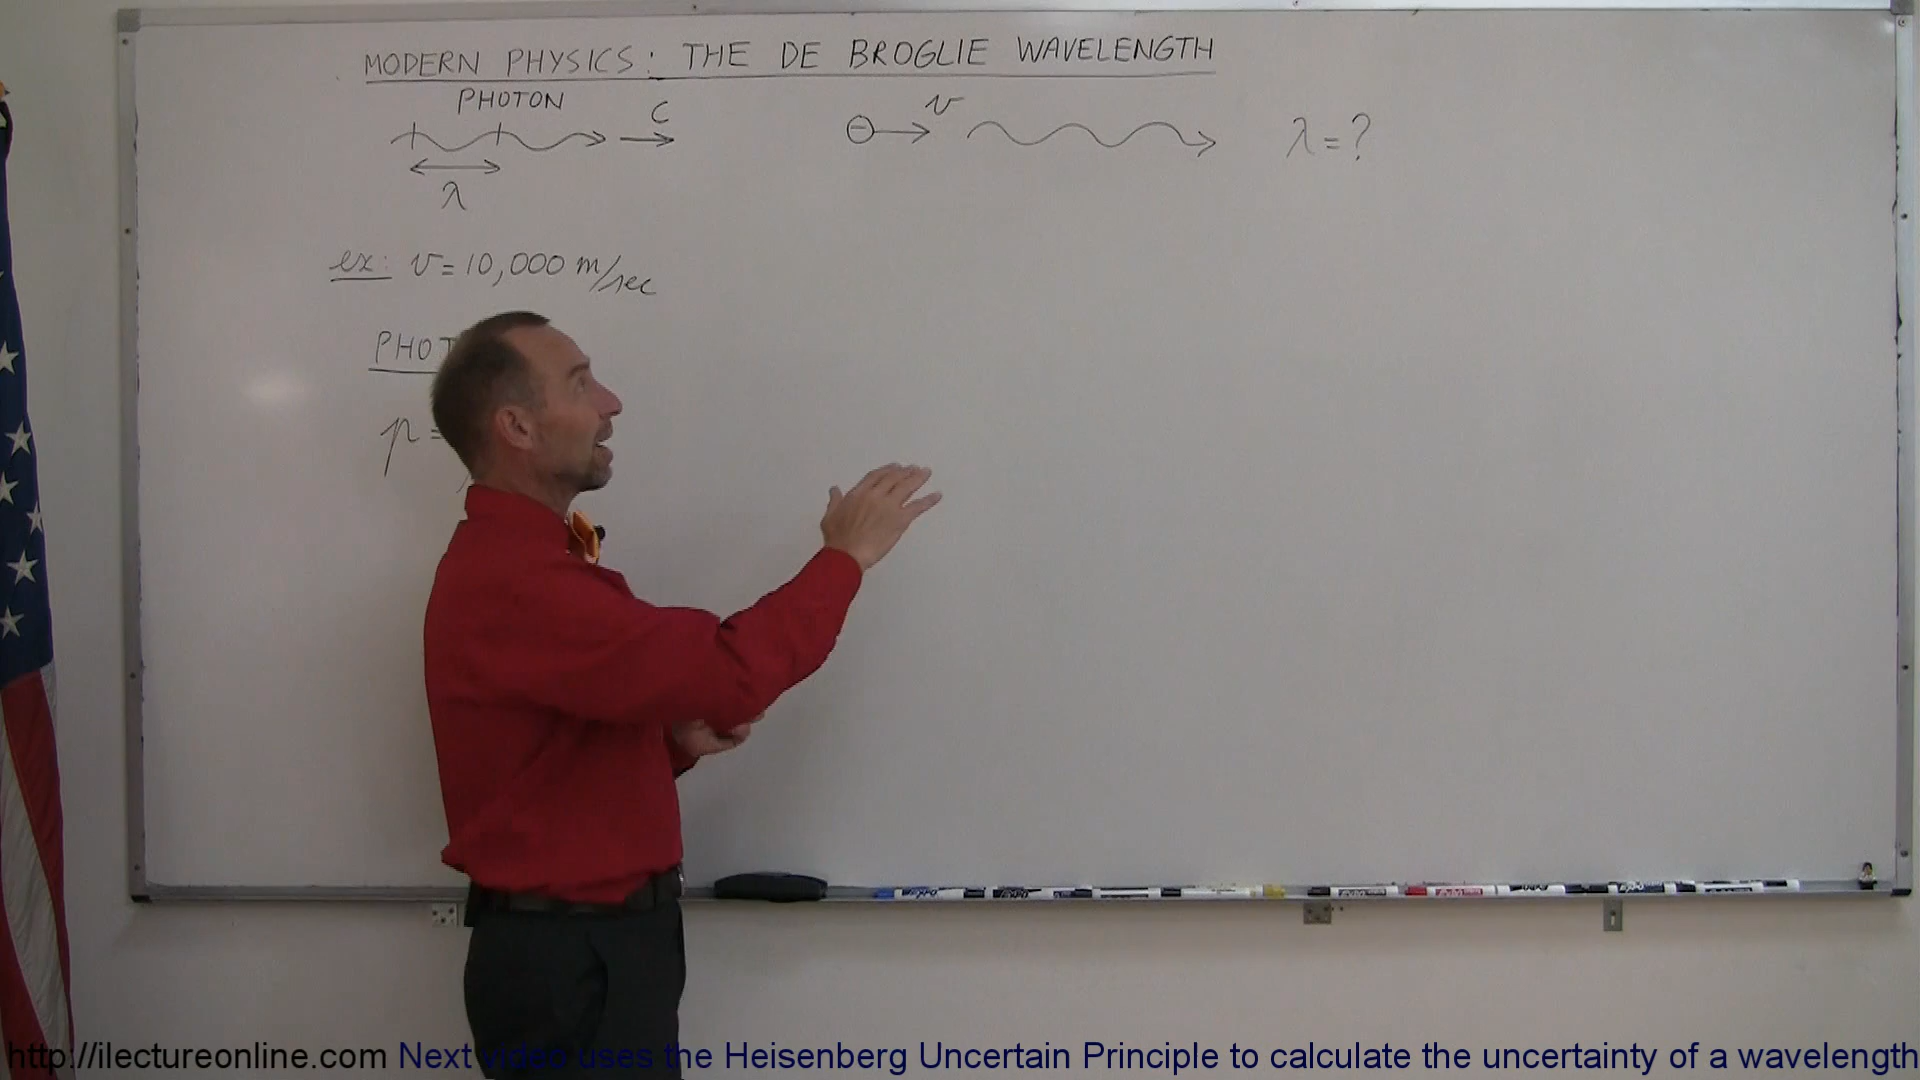 MODERN PHYSICS: THE DE BROGLIE WAVELENGTH
PHOTON
C
v
λ = ?
λ
ex: v = 10,000 m/sec
PHOT
p =
http://ilectureonline.com Next video uses the Heisenberg Uncertain Principle to calculate the uncertainty of a wavelength